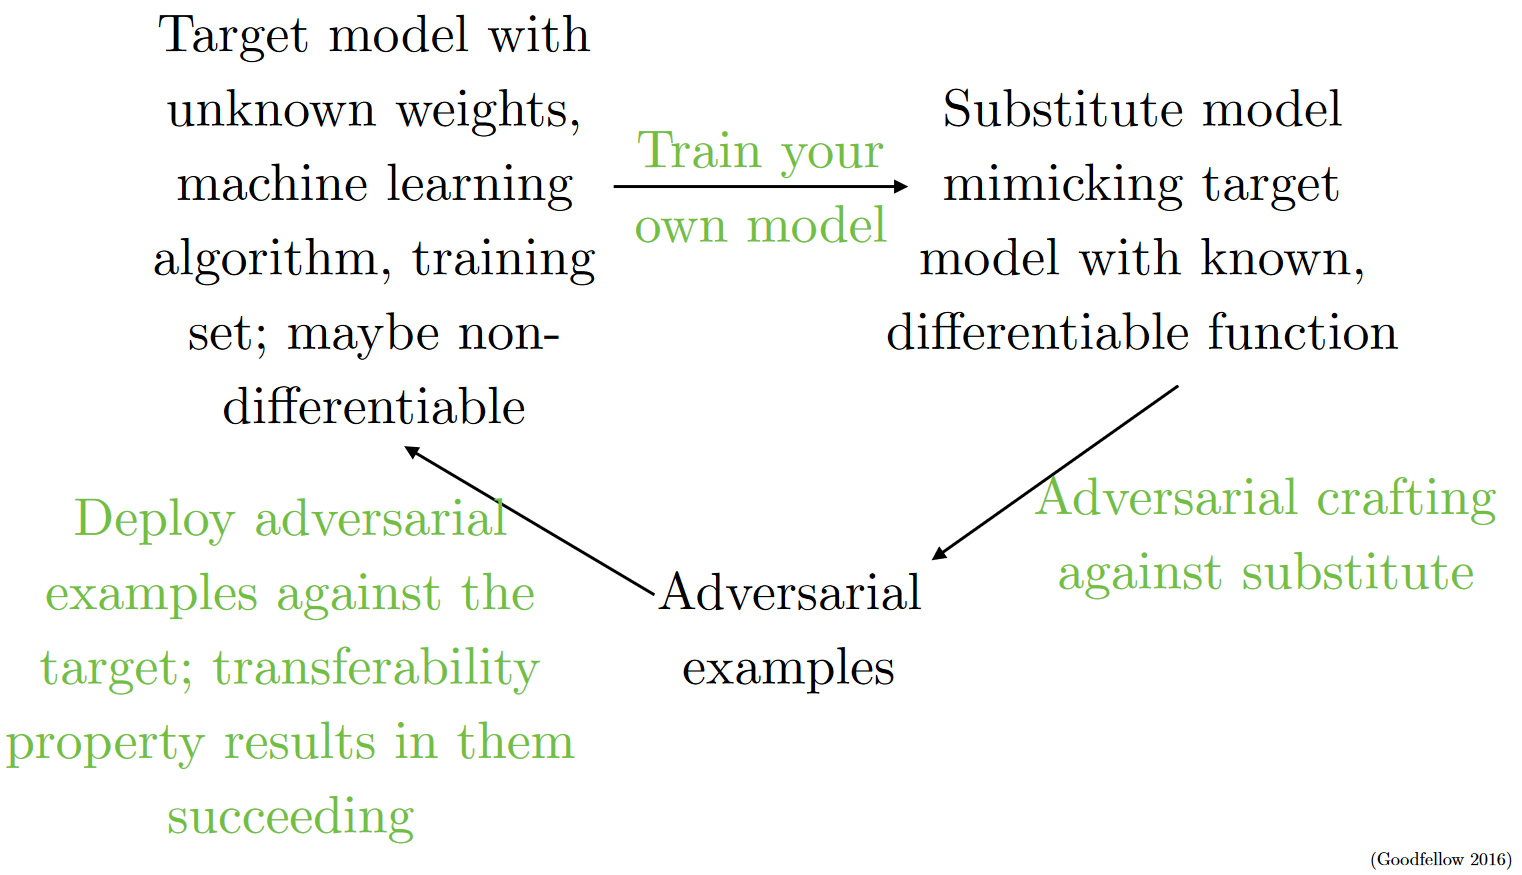 Target model with
unknown weights,
machine learning
algorithm, training
set; maybe non-
differentiable
Train your
own model
Substitute model
mimicking target
model with known,
differentiable function
Adversarial crafting
against substitute
Adversarial
examples
Deploy adversarial
examples against the
target; transferability
property results in them
succeeding
(Goodfellow 2016)